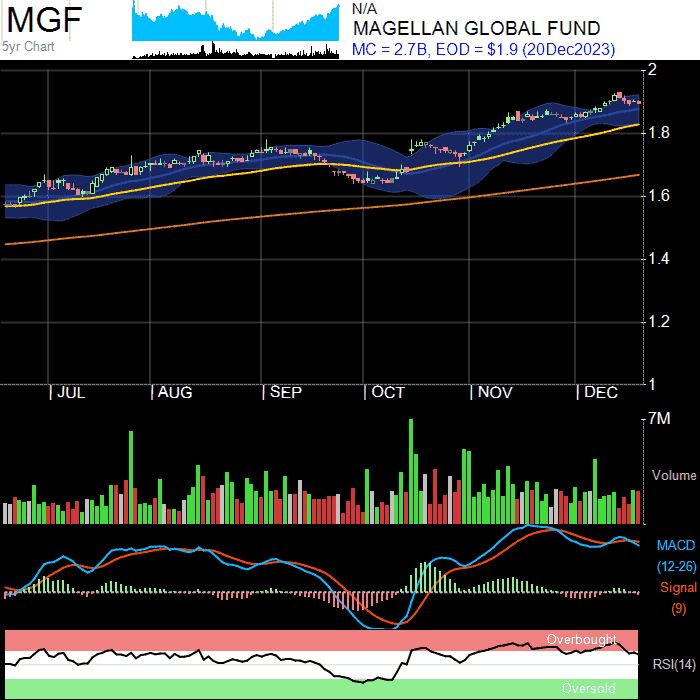 MGF
5yr Chart
N/A
MAGELLAN GLOBAL FUND
MC = 2.7B, EOD = $1.9 (20Dec2023)
2
1.8
1.6
1.4
1.2
1
| JUL | AUG | SEP | OCT | NOV | DEC
7M
Volume
MACD
(12-26)
Signal
(9)
Overbought
RSI(14)
Oversold